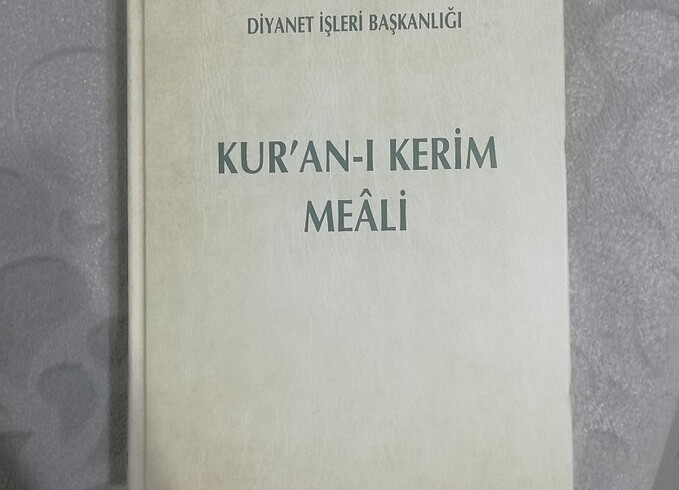 DİYANET İŞLERİ BAŞKANLIĞI
KUR'AN-I KERİM
MEÂLİ